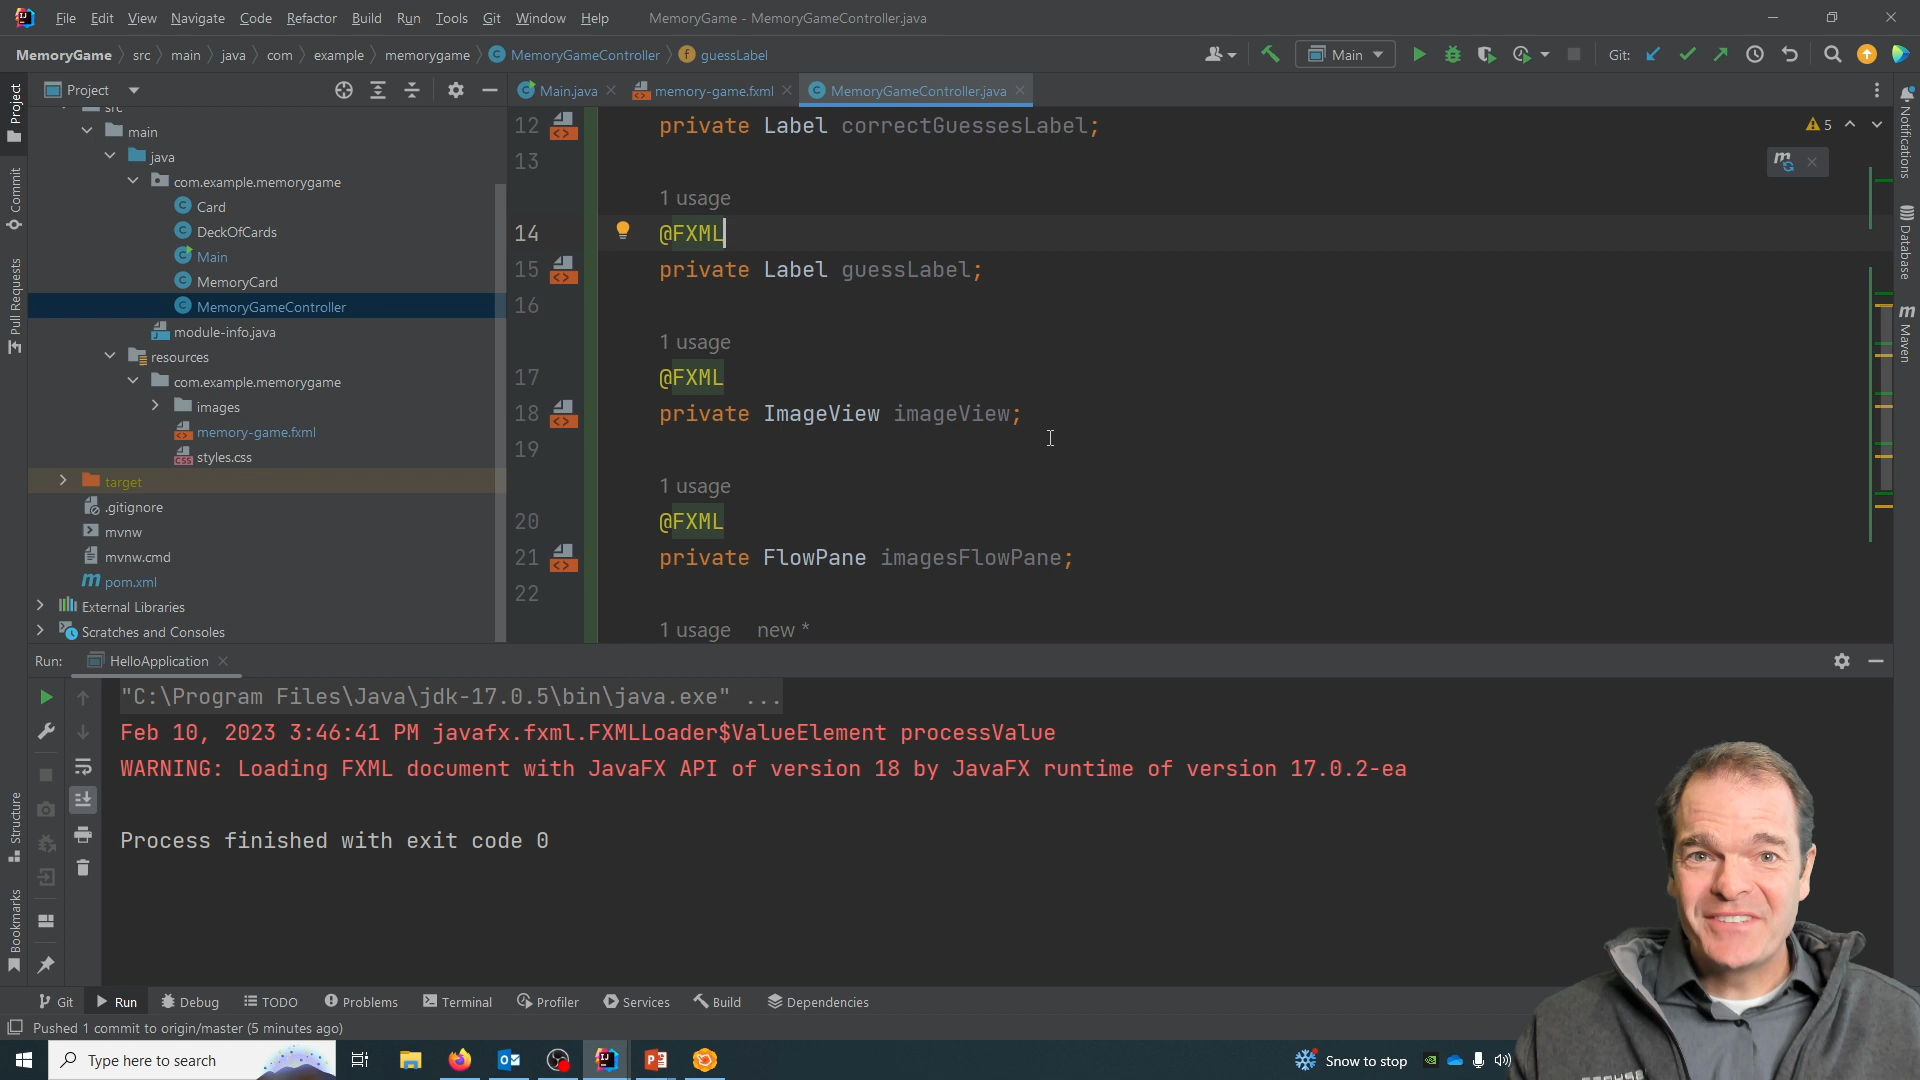 File Edit View Navigate Code Refactor Build Run Tools Git Window Help MemoryGame - MemoryGameController.java
MemoryGame src main java com example memorygame MemoryGameController guessLabel
Main
Git:
Project
Main.java memory-game.fxml MemoryGameController.java
src
main
java
com.example.memorygame
Card
DeckOfCards
Main
MemoryCard
MemoryGameController
module-info.java
resources
com.example.memorygame
images
memory-game.fxml
styles.css
target
.gitignore
mvnw
mvnw.cmd
pom.xml
External Libraries
Scratches and Consoles
12 private Label correctGuessesLabel;
5
13
1 usage
14 @FXML
15 private Label guessLabel;
16
1 usage
17 @FXML
18 private ImageView imageView;
19
1 usage
20 @FXML
21 private FlowPane imagesFlowPane;
22
1 usage new *
Project
Commit
Pull Requests
Structure
Bookmarks
Notifications
Database
Maven
Run: HelloApplication
"C:\Program Files\Java\jdk-17.0.5\bin\java.exe" ...
Feb 10, 2023 3:46:41 PM javafx.fxml.FXMLLoader$ValueElement processValue
WARNING: Loading FXML document with JavaFX API of version 18 by JavaFX runtime of version 17.0.2-ea
Process finished with exit code 0
Git Run Debug TODO Problems Terminal Profiler Services Build Dependencies
Pushed 1 commit to origin/master (5 minutes ago)
Type here to search
Snow to stop